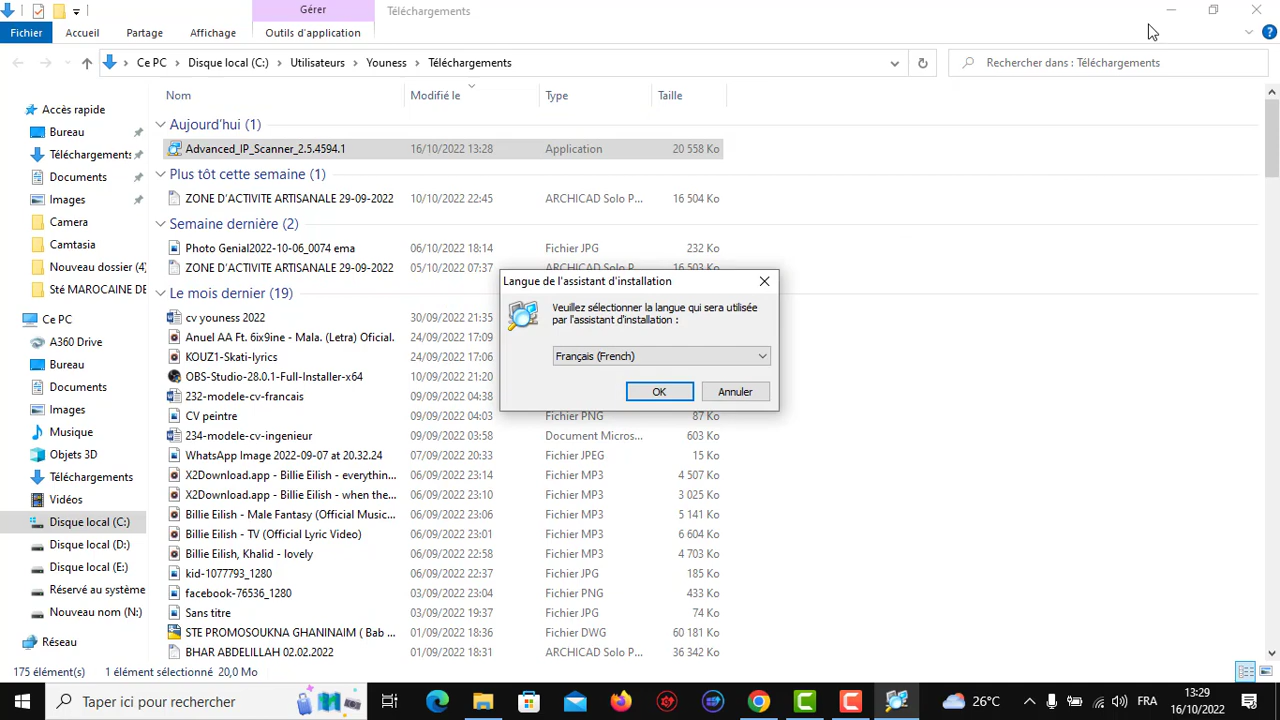 Gérer
Téléchargements
Fichier
Accueil
Partage
Affichage
Outils d'application
Ce PC
Disque local (C:)
Utilisateurs
Youness
Téléchargements
Rechercher dans : Téléchargements
Nom
Modifié le
Type
Taille
Accès rapide
Bureau
Téléchargements
Documents
Images
Camera
Camtasia
Nouveau dossier (4)
Sté MAROCAINE DE
Ce PC
A360 Drive
Bureau
Documents
Images
Musique
Objets 3D
Téléchargements
Vidéos
Disque local (C:)
Disque local (D:)
Disque local (E:)
Réservé au système
Nouveau nom (N:)
Réseau
Aujourd'hui (1)
Advanced_IP_Scanner_2.5.4594.1 16/10/2022 13:28 Application 20 558 Ko
Plus tôt cette semaine (1)
ZONE D'ACTIVITE ARTISANALE 29-09-2022 10/10/2022 22:45 ARCHICAD Solo P... 16 504 Ko
Semaine dernière (2)
Photo Genial2022-10-06_0074 ema 06/10/2022 18:14 Fichier JPG 232 Ko
ZONE D'ACTIVITE ARTISANALE 29-09-2022 05/10/2022 07:37 ARCHICAD Solo P... 16 503 Ko
Le mois dernier (19)
cv youness 2022 30/09/2022 21:35
Anuel AA Ft. 6ix9ine - Mala. (Letra) Oficial. 24/09/2022 17:09
KOUZ1-Skati-lyrics 24/09/2022 17:06
OBS-Studio-28.0.1-Full-Installer-x64 10/09/2022 21:20
232-modele-cv-francais 09/09/2022 04:38
CV peintre 09/09/2022 04:03 Fichier PNG 87 Ko
234-modele-cv-ingenieur 09/09/2022 03:58 Document Micros... 603 Ko
WhatsApp Image 2022-09-07 at 20.32.24 07/09/2022 20:33 Fichier JPEG 15 Ko
X2Download.app - Billie Eilish - everythin... 06/09/2022 23:14 Fichier MP3 4 507 Ko
X2Download.app - Billie Eilish - when the... 06/09/2022 23:10 Fichier MP3 3 025 Ko
Billie Eilish - Male Fantasy (Official Music... 06/09/2022 23:06 Fichier MP3 5 141 Ko
Billie Eilish - TV (Official Lyric Video) 06/09/2022 23:01 Fichier MP3 6 604 Ko
Billie Eilish, Khalid - lovely 06/09/2022 22:58 Fichier MP3 4 703 Ko
kid-1077793_1280 06/09/2022 22:37 Fichier JPG 185 Ko
facebook-76536_1280 03/09/2022 23:04 Fichier JPG 433 Ko
Sans titre 03/09/2022 19:37 Fichier JPG 74 Ko
STE PROMOSOUKNA GHANINAIM ( Bab ... 01/09/2022 18:36 Fichier DWG 60 181 Ko
BHAR ABDELILLAH 02.02.2022 01/09/2022 18:31 ARCHICAD Solo P... 36 342 Ko
Langue de l'assistant d'installation
Veuillez sélectionner la langue qui sera utilisée
par l'assistant d'installation :
Français (French)
OK
Annuler
175 élément(s)
1 élément sélectionné 20,0 Mo
Taper ici pour rechercher
26°C
FRA
13:29
16/10/2022